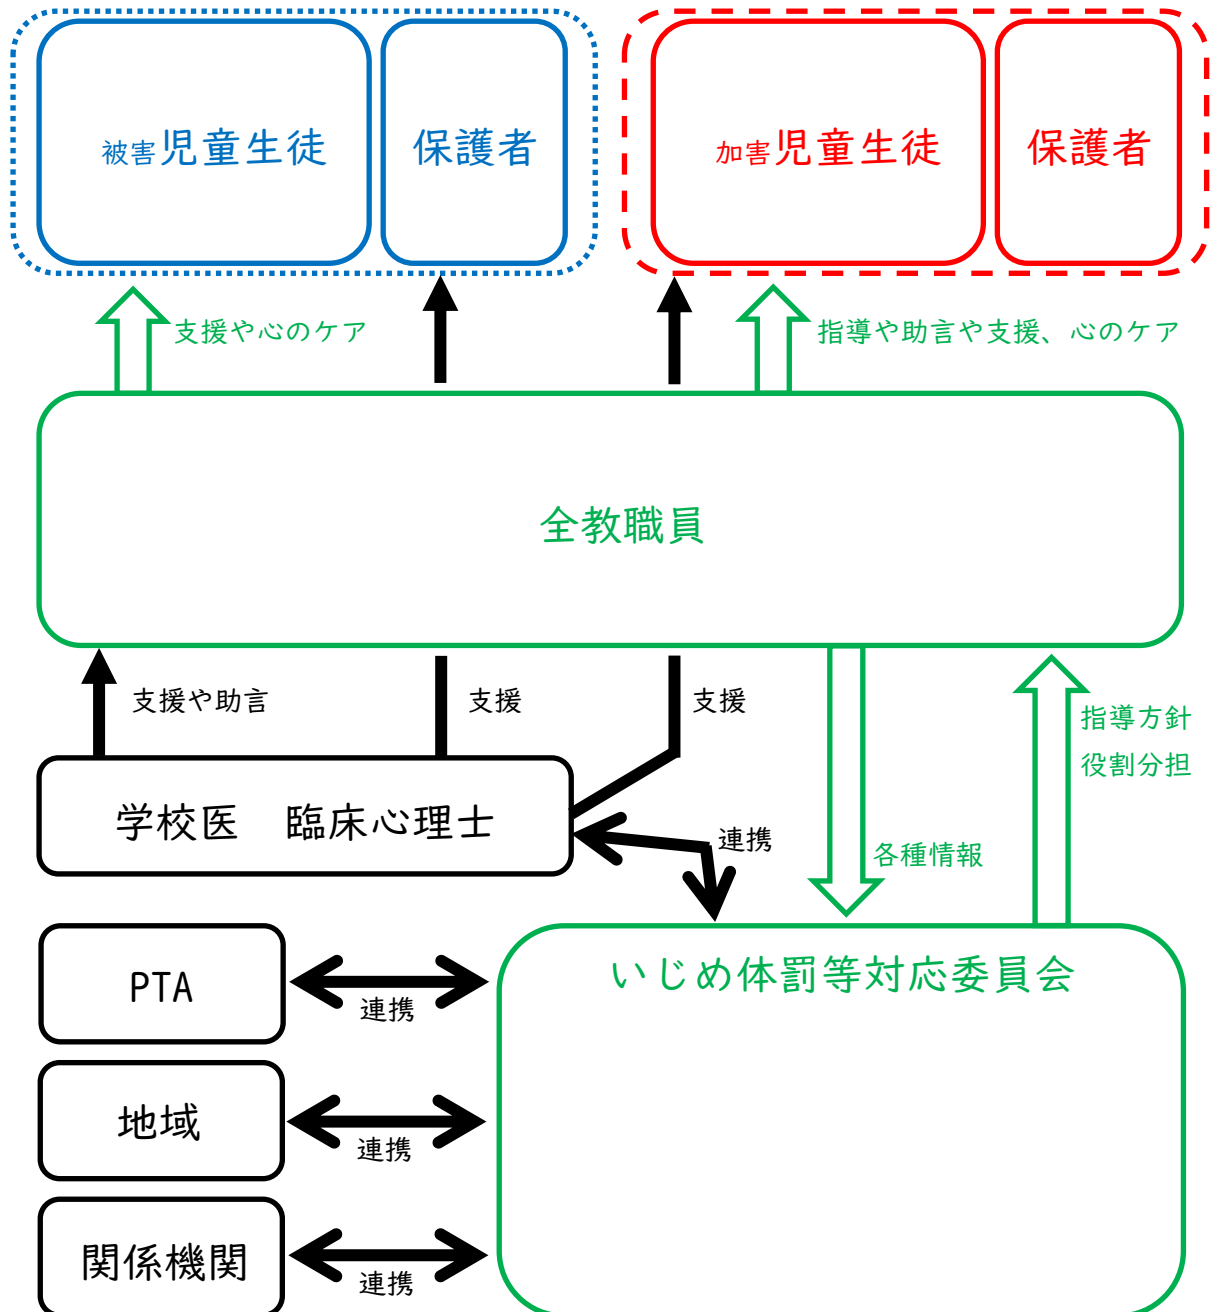 被害児童生徒
保護者
加害児童生徒
保護者
支援や心のケア
指導や助言や支援、心のケア
全教職員
支援や助言
支援
支援
指導方針
役割分担
学校医　臨床心理士
連携
各種情報
いじめ体罰等対応委員会
PTA
連携
地域
連携
関係機関
連携